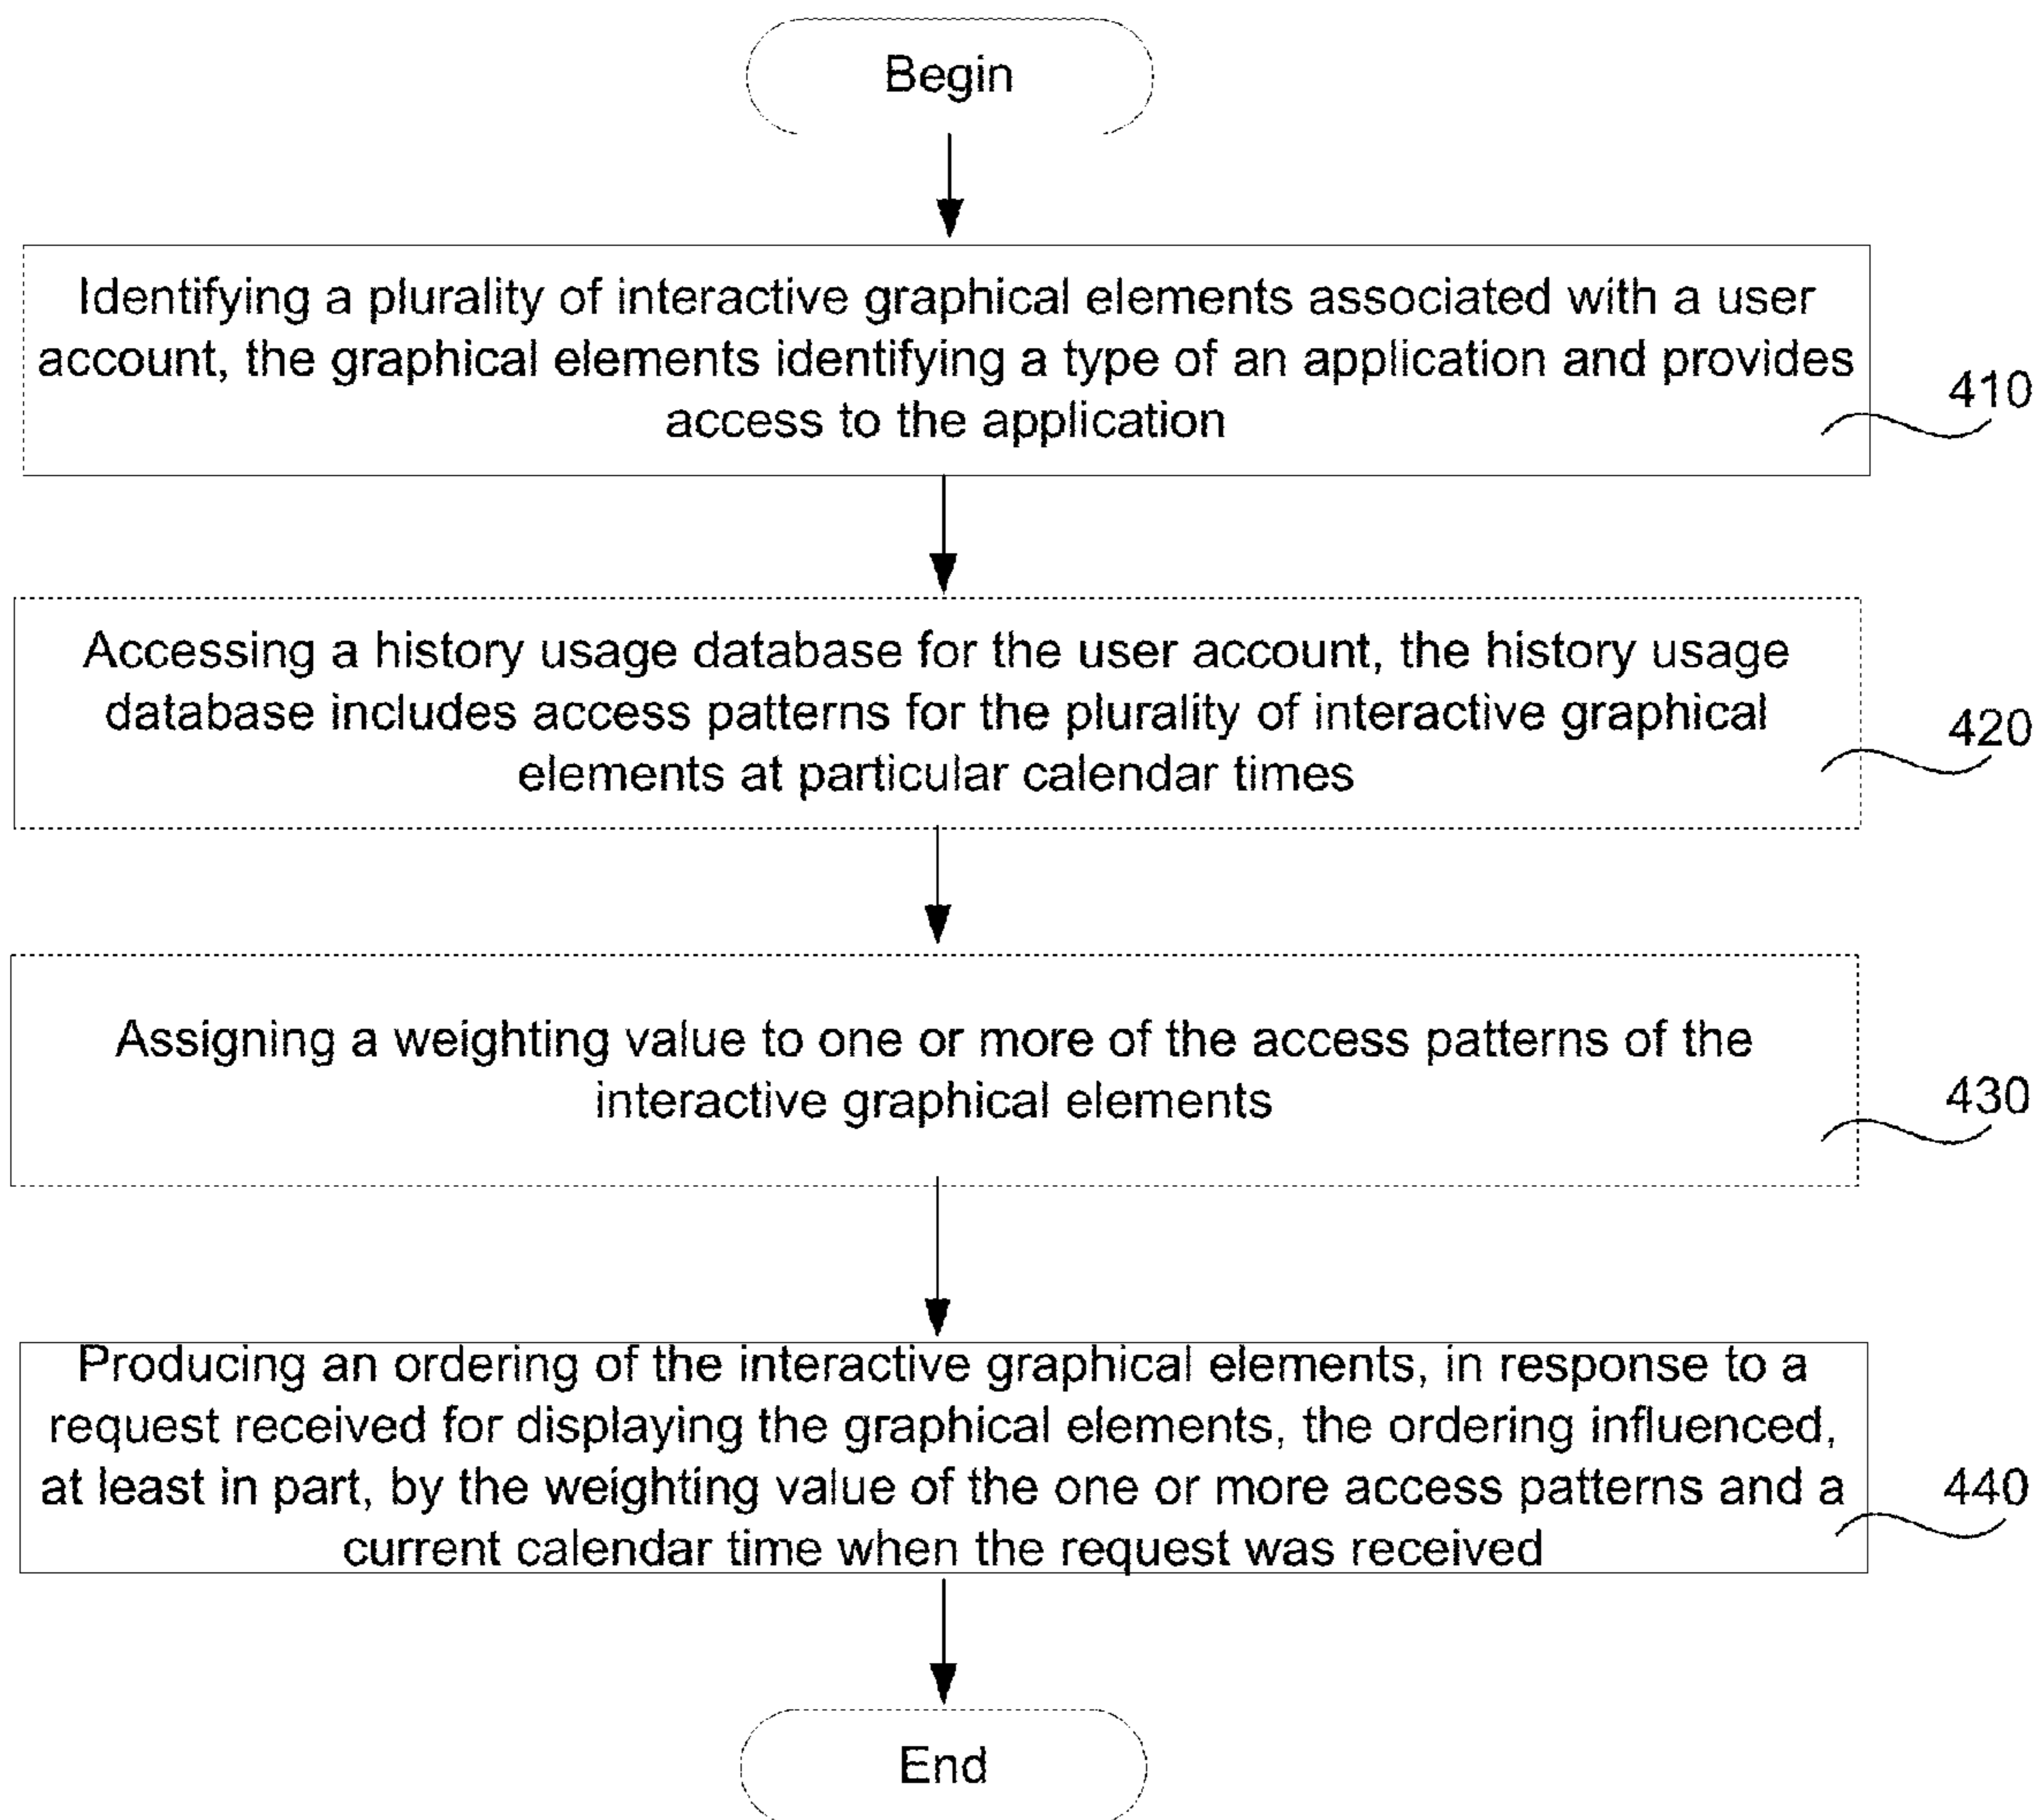 Begin
Identifying a plurality of interactive graphical elements associated with a user
account, the graphical elements identifying a type of an application and provides
access to the application
410
Accessing a history usage database for the user account, the history usage
database includes access patterns for the plurality of interactive graphical
elements at particular calendar times
420
Assigning a weighting value to one or more of the access patterns of the
interactive graphical elements
430
Producing an ordering of the interactive graphical elements, in response to a
request received for displaying the graphical elements, the ordering influenced,
at least in part, by the weighting value of the one or more access patterns and a
current calendar time when the request was received
440
End